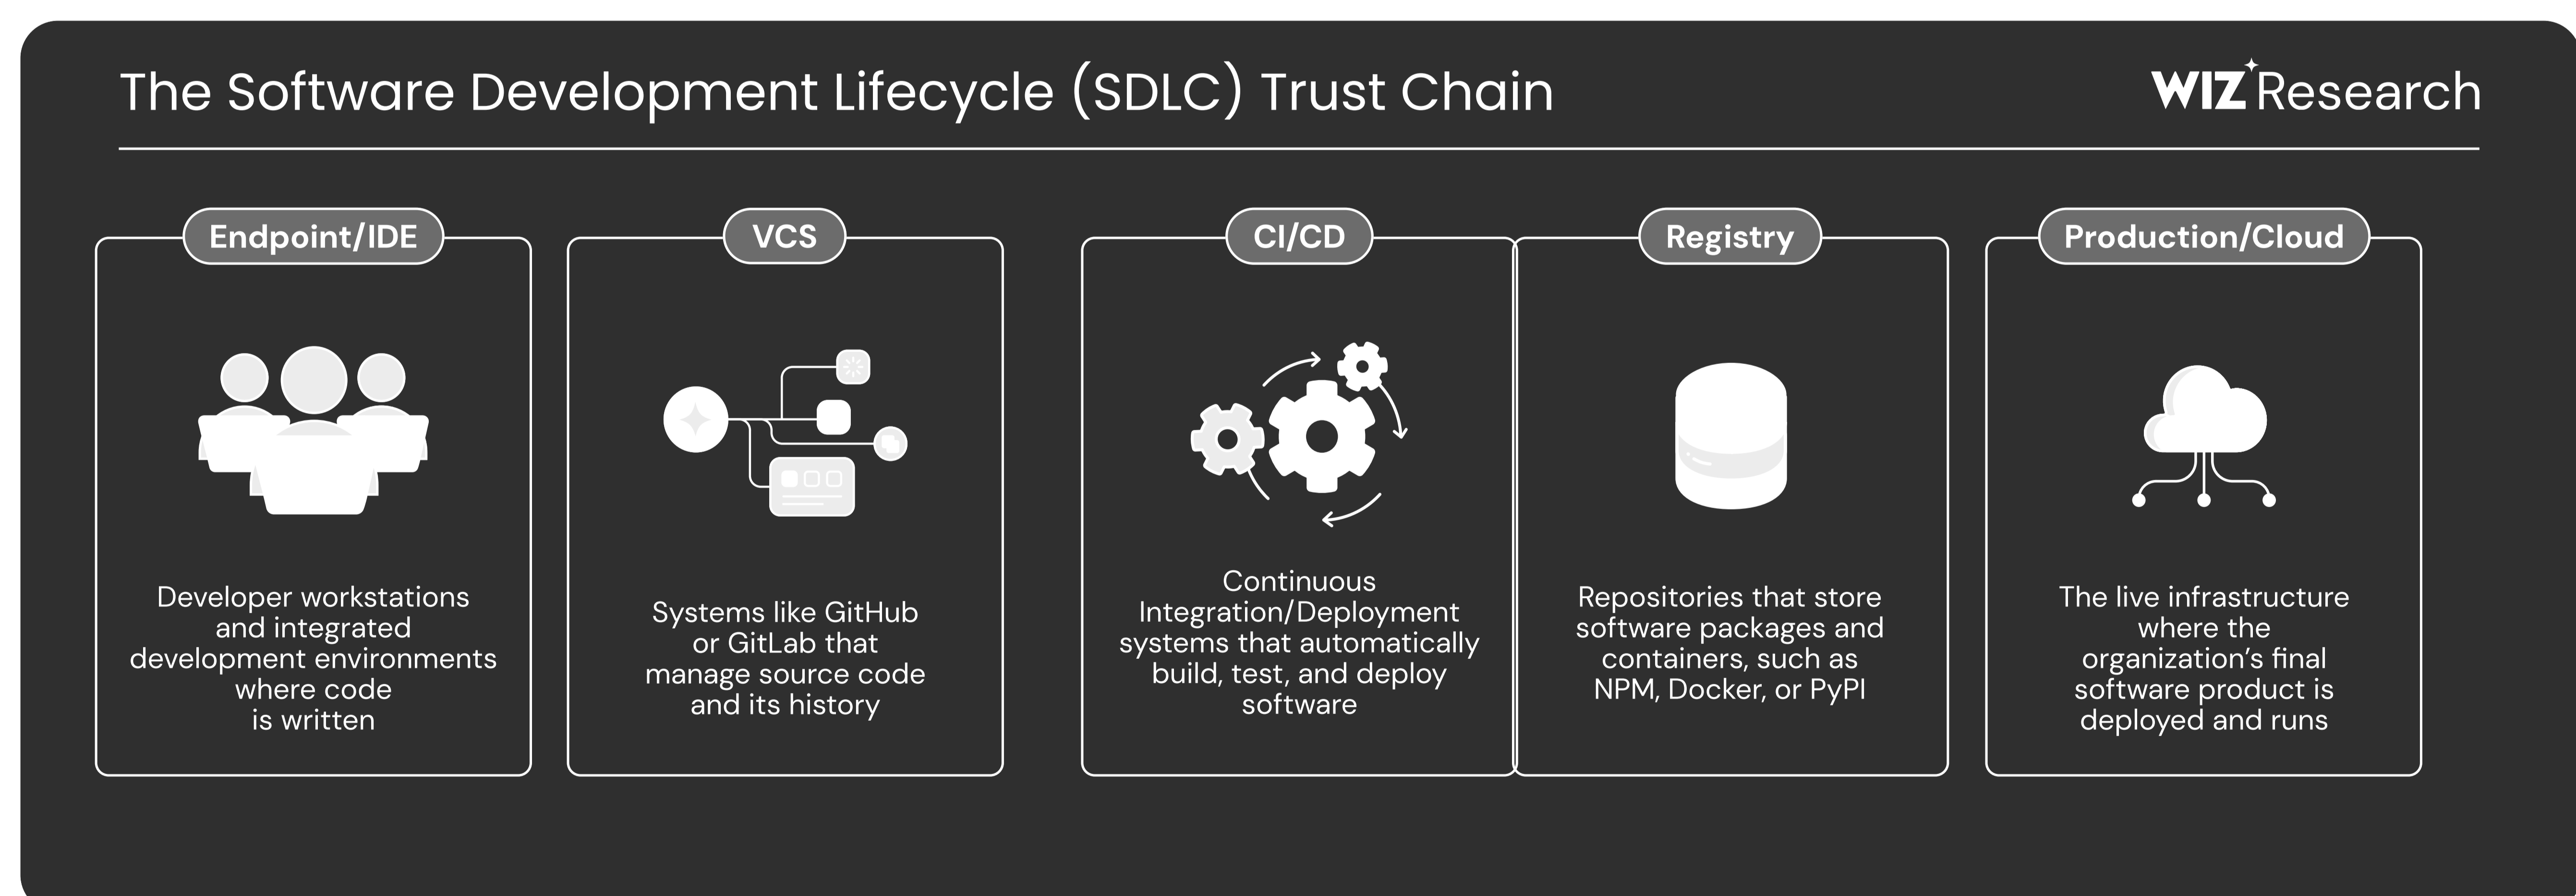 The Software Development Lifecycle (SDLC) Trust Chain
WIZ Research
Endpoint/IDE
Developer workstations
and integrated
development environments
where code
is written
VCS
Systems like GitHub
or GitLab that
manage source code
and its history
CI/CD
Continuous
Integration/Deployment
systems that automatically
build, test, and deploy
software
Registry
Repositories that store
software packages and
containers, such as
NPM, Docker, or PyPI
Production/Cloud
The live infrastructure
where the
organization’s final
software product is
deployed and runs